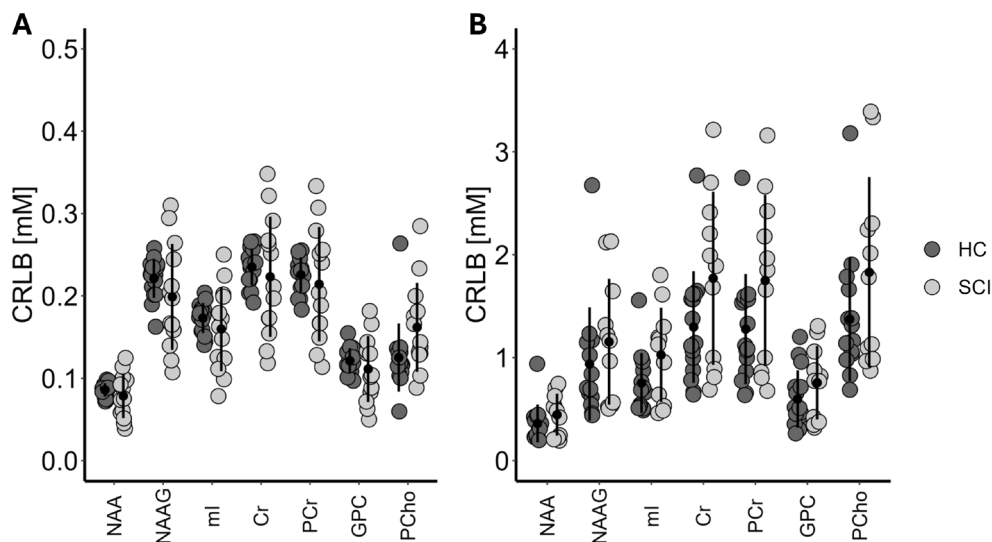 A
CRLB [mM]
0.5
0.4
0.3
0.2
0.1
0.0
NAA
NAAG
mI
Cr
PCr
GPC
PCho
B
CRLB [mM]
4
3
2
1
0
NAA
NAAG
mI
Cr
PCr
GPC
PCho
HC
SCI